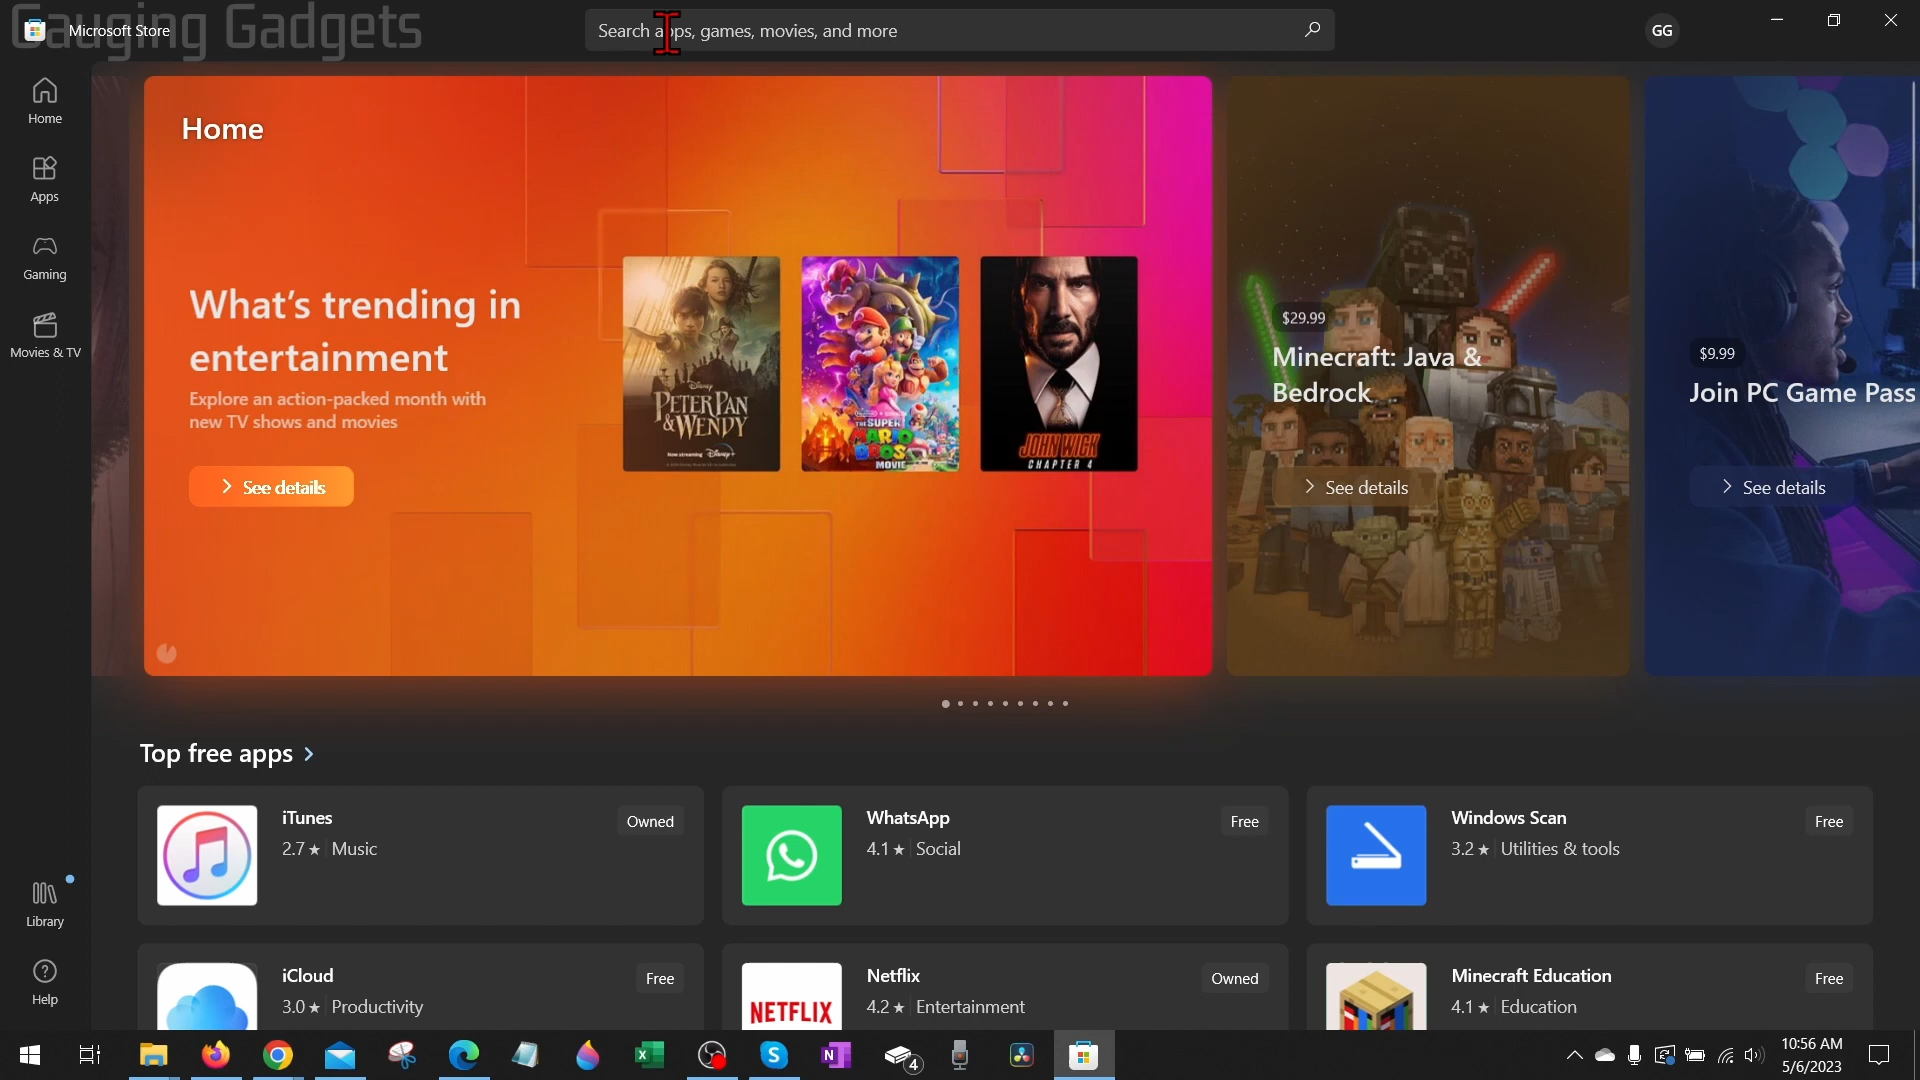 Gauging Gadgets
Microsoft Store
Search apps, games, movies, and more
GG
Home
Apps
Gaming
Movies & TV
Library
Help
Home
What's trending in
entertainment
Explore an action-packed month with
new TV shows and movies
See details
Disney
PETER PAN
& WENDY
Now streaming Disney+
THE SUPER
MARIO
BROS
MOVIE
JOHN WICK
CHAPTER 4
$29.99
Minecraft: Java &
Bedrock
See details
$9.99
Join PC Game Pass
See details
Top free apps
iTunes
2.7★ Music
Owned
WhatsApp
4.1★ Social
Free
Windows Scan
3.2★ Utilities & tools
Free
iCloud
3.0★ Productivity
Free
NETFLIX
Netflix
4.2★ Entertainment
Owned
Minecraft Education
4.1★ Education
Free
4
10:56 AM
5/6/2023